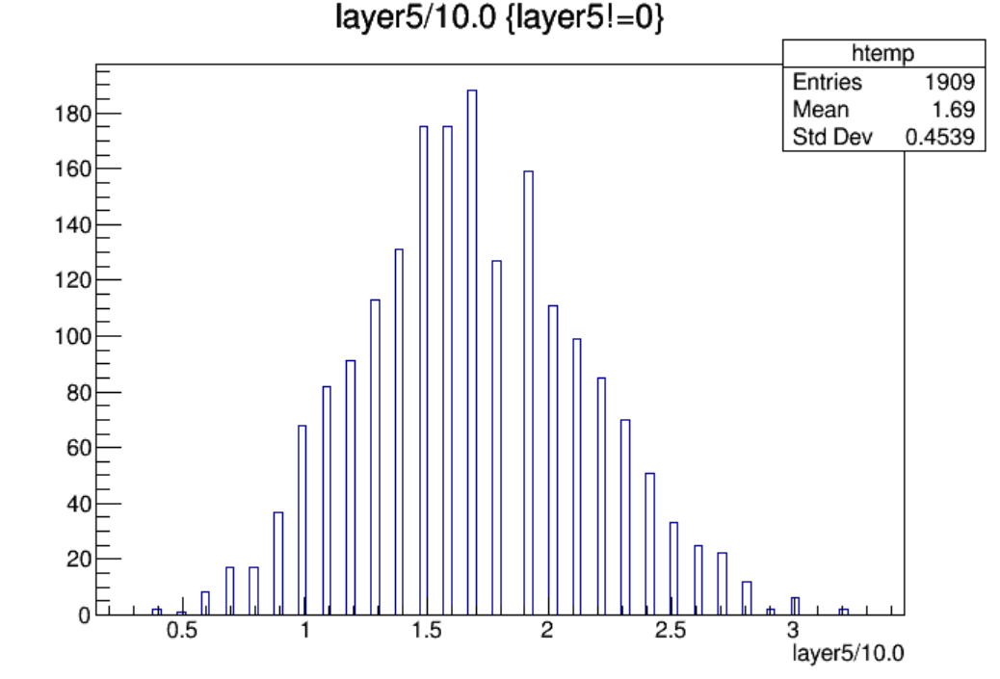 layer5/10.0 {layer5!=0}
htemp
Entries 1909
Mean 1.69
Std Dev 0.4539
180
160
140
120
100
80
60
40
20
0
0.5 1 1.5 2 2.5 3
layer5/10.0